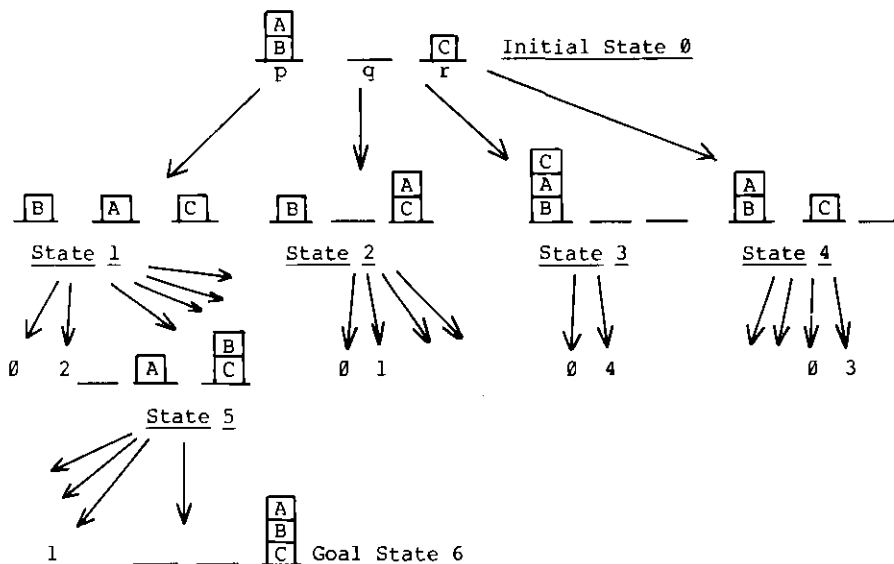 A
B
C
Initial State 0
p
q
r
C
A
A
A
B
A
C
B
C
B
B
C
State 1
State 2
State 3
State 4
B
0
2
A
C
0
1
0
4
0
3
State 5
A
B
1
C
Goal State 6